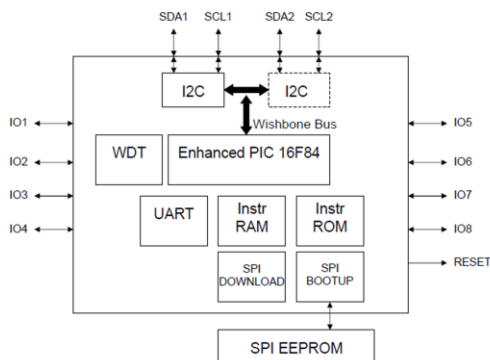 SDA1 SCL1 SDA2 SCL2
I2C I2C
Wishbone Bus
IO1 IO5
WDT Enhanced PIC 16F84
IO2 IO6
IO3 IO7
UART Instr RAM Instr ROM
IO4 IO8
SPI DOWNLOAD SPI BOOTUP
RESET
SPI EEPROM